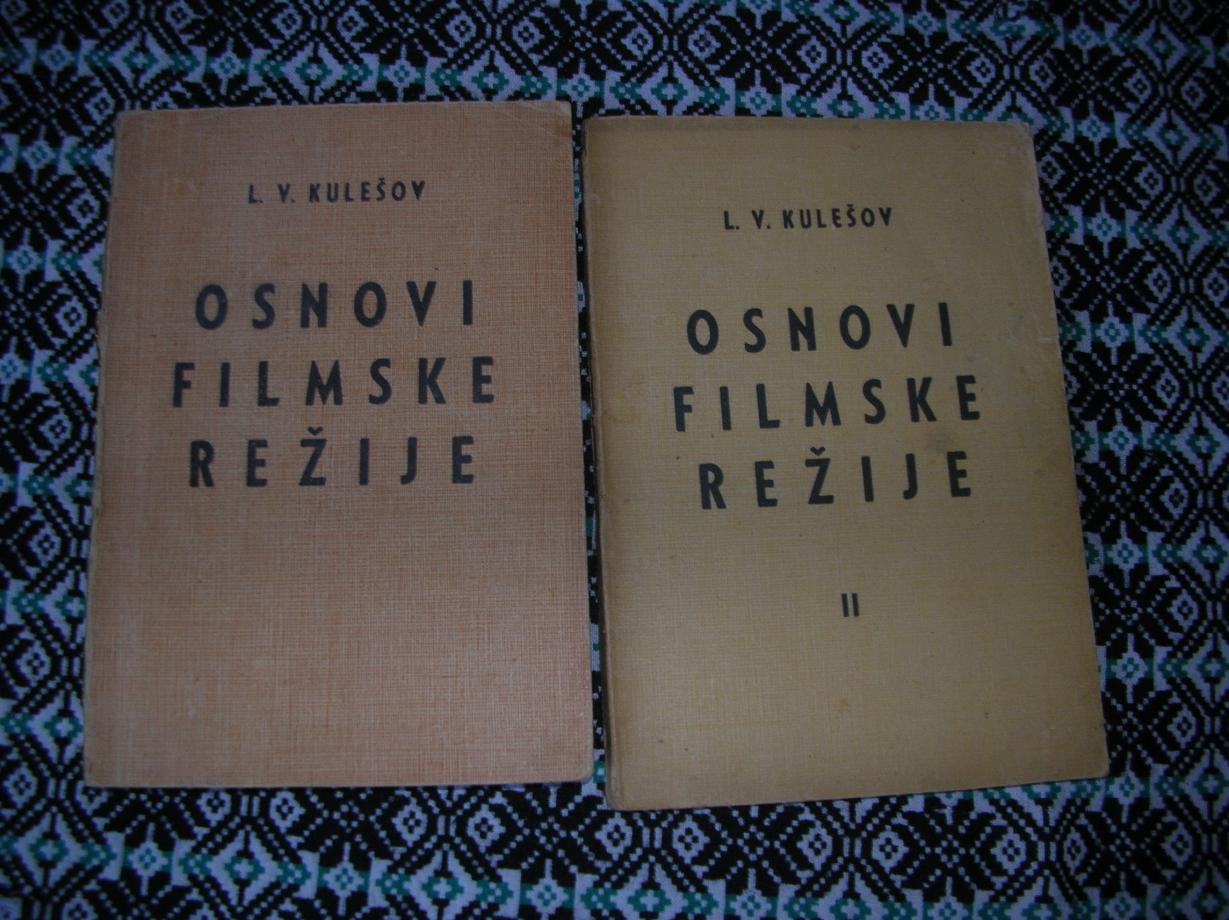 L. V. KULEŠOV
OSNOVI
FILMSKE
REŽIJE
L. V. KULEŠOV
OSNOVI
FILMSKE
REŽIJE
II